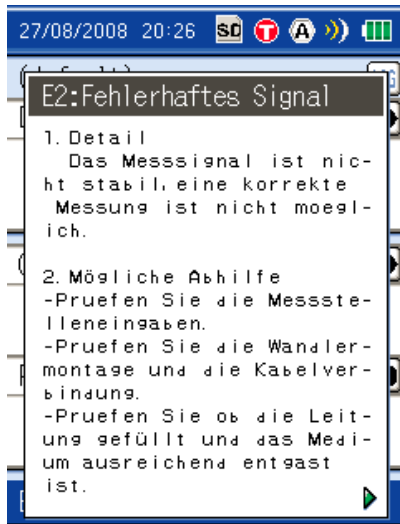 27/08/2008 20:26 SD T A
E2:Fehlerhaftes Signal
1. Detail
Das Messsignal ist nic-
ht stabil, eine korrekte
Messung ist nicht moegl-
ich.
2. Mögliche Abhilfe
-Pruefen Sie die Messste-
lleneingaben.
-Pruefen Sie die Wandler-
montage und die Kabelver-
bindung.
-Pruefen Sie ob die Leit-
ung gefüllt und das Medi-
um ausreichend entgast
ist.